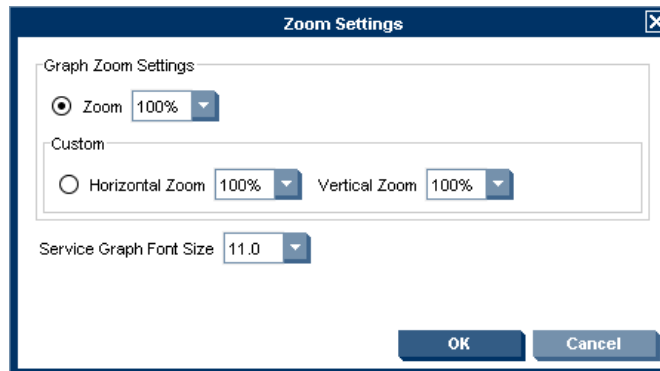 Zoom Settings
Graph Zoom Settings
Zoom 100%
Custom
Horizontal Zoom 100% Vertical Zoom 100%
Service Graph Font Size 11.0
OK Cancel